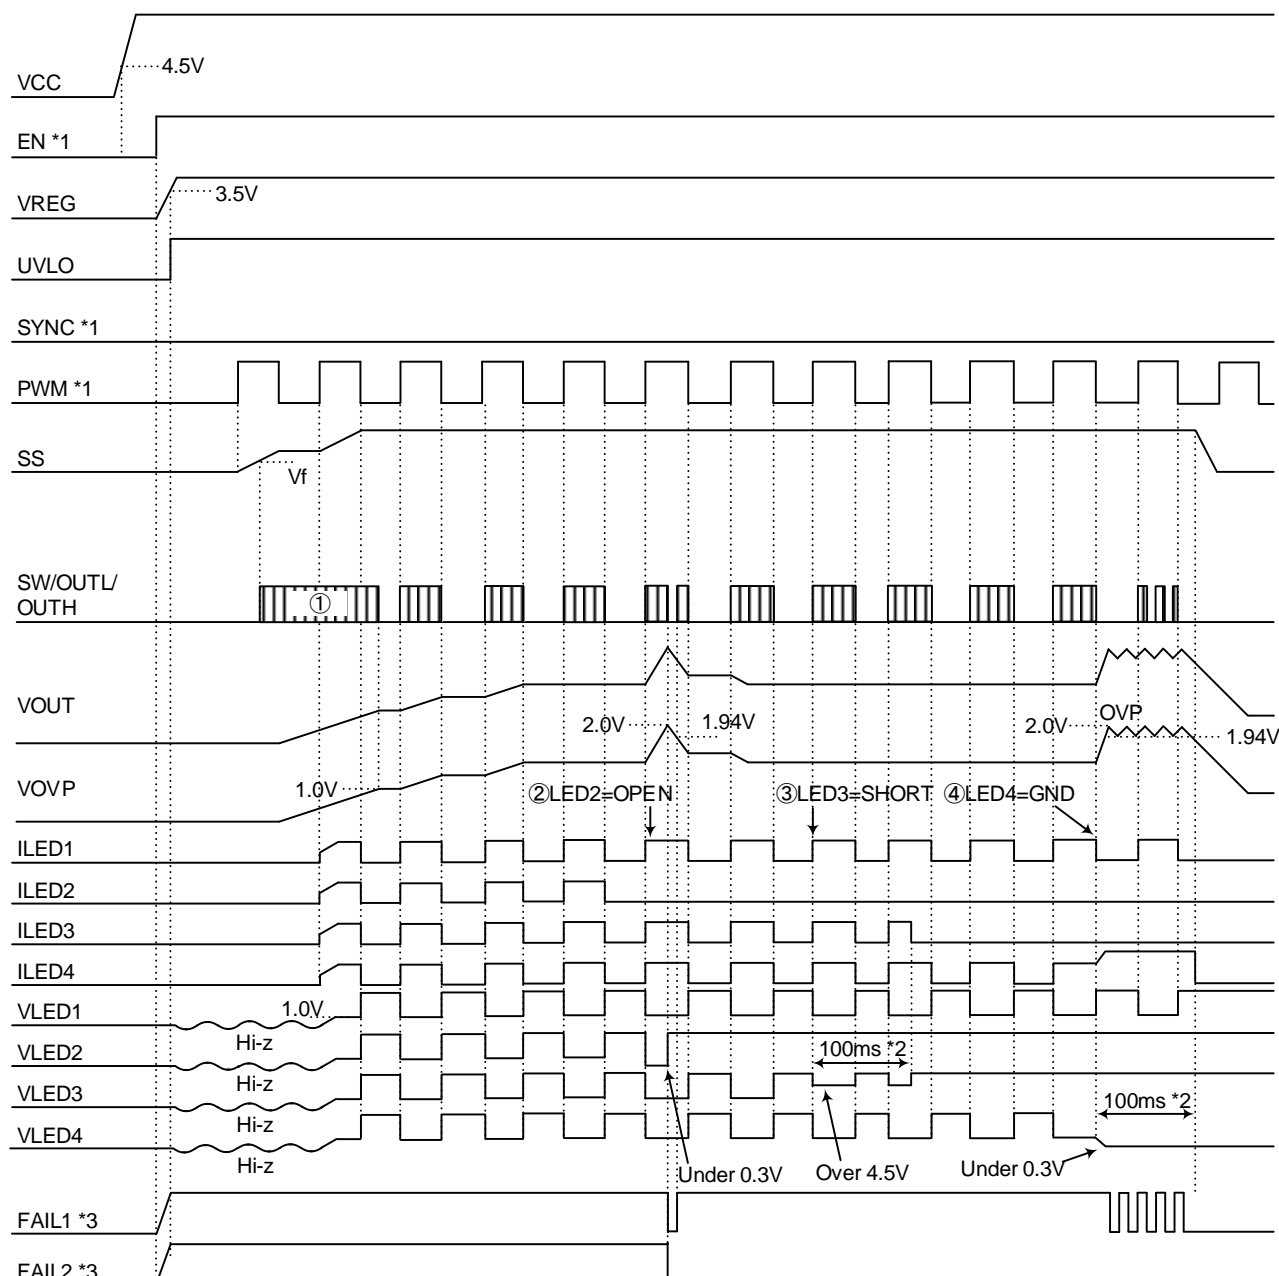 4.5V
VCC
EN *1
3.5V
VREG
UVLO
SYNC *1
PWM *1
SS
Vf
SW/OUTL/
OUTH
①
VOUT
2.0V
1.94V
2.0V
OVP
1.94V
VOVP
1.0V
②LED2=OPEN
③LED3=SHORT
④LED4=GND
ILED1
ILED2
ILED3
ILED4
VLED1
1.0V
Hi-z
VLED2
100ms *2
Hi-z
VLED3
100ms *2
Hi-z
VLED4
Hi-z
Under 0.3V
Over 4.5V
Under 0.3V
FAIL1 *3
FAIL2 *3